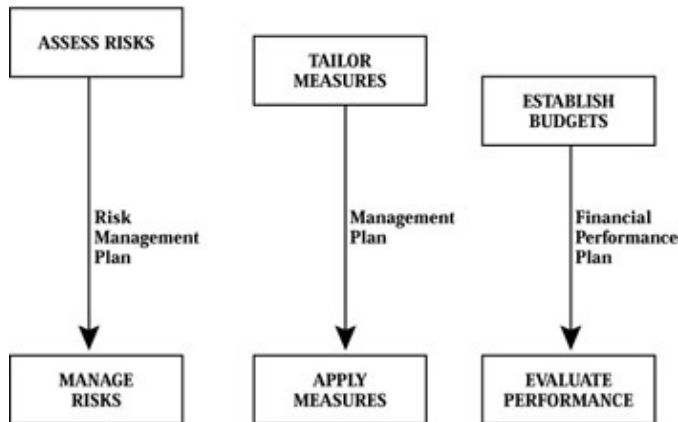 ASSESS RISKS
TAILOR
MEASURES
ESTABLISH
BUDGETS
Risk
Management
Plan
Management
Plan
Financial
Performance
Plan
MANAGE
RISKS
APPLY
MEASURES
EVALUATE
PERFORMANCE